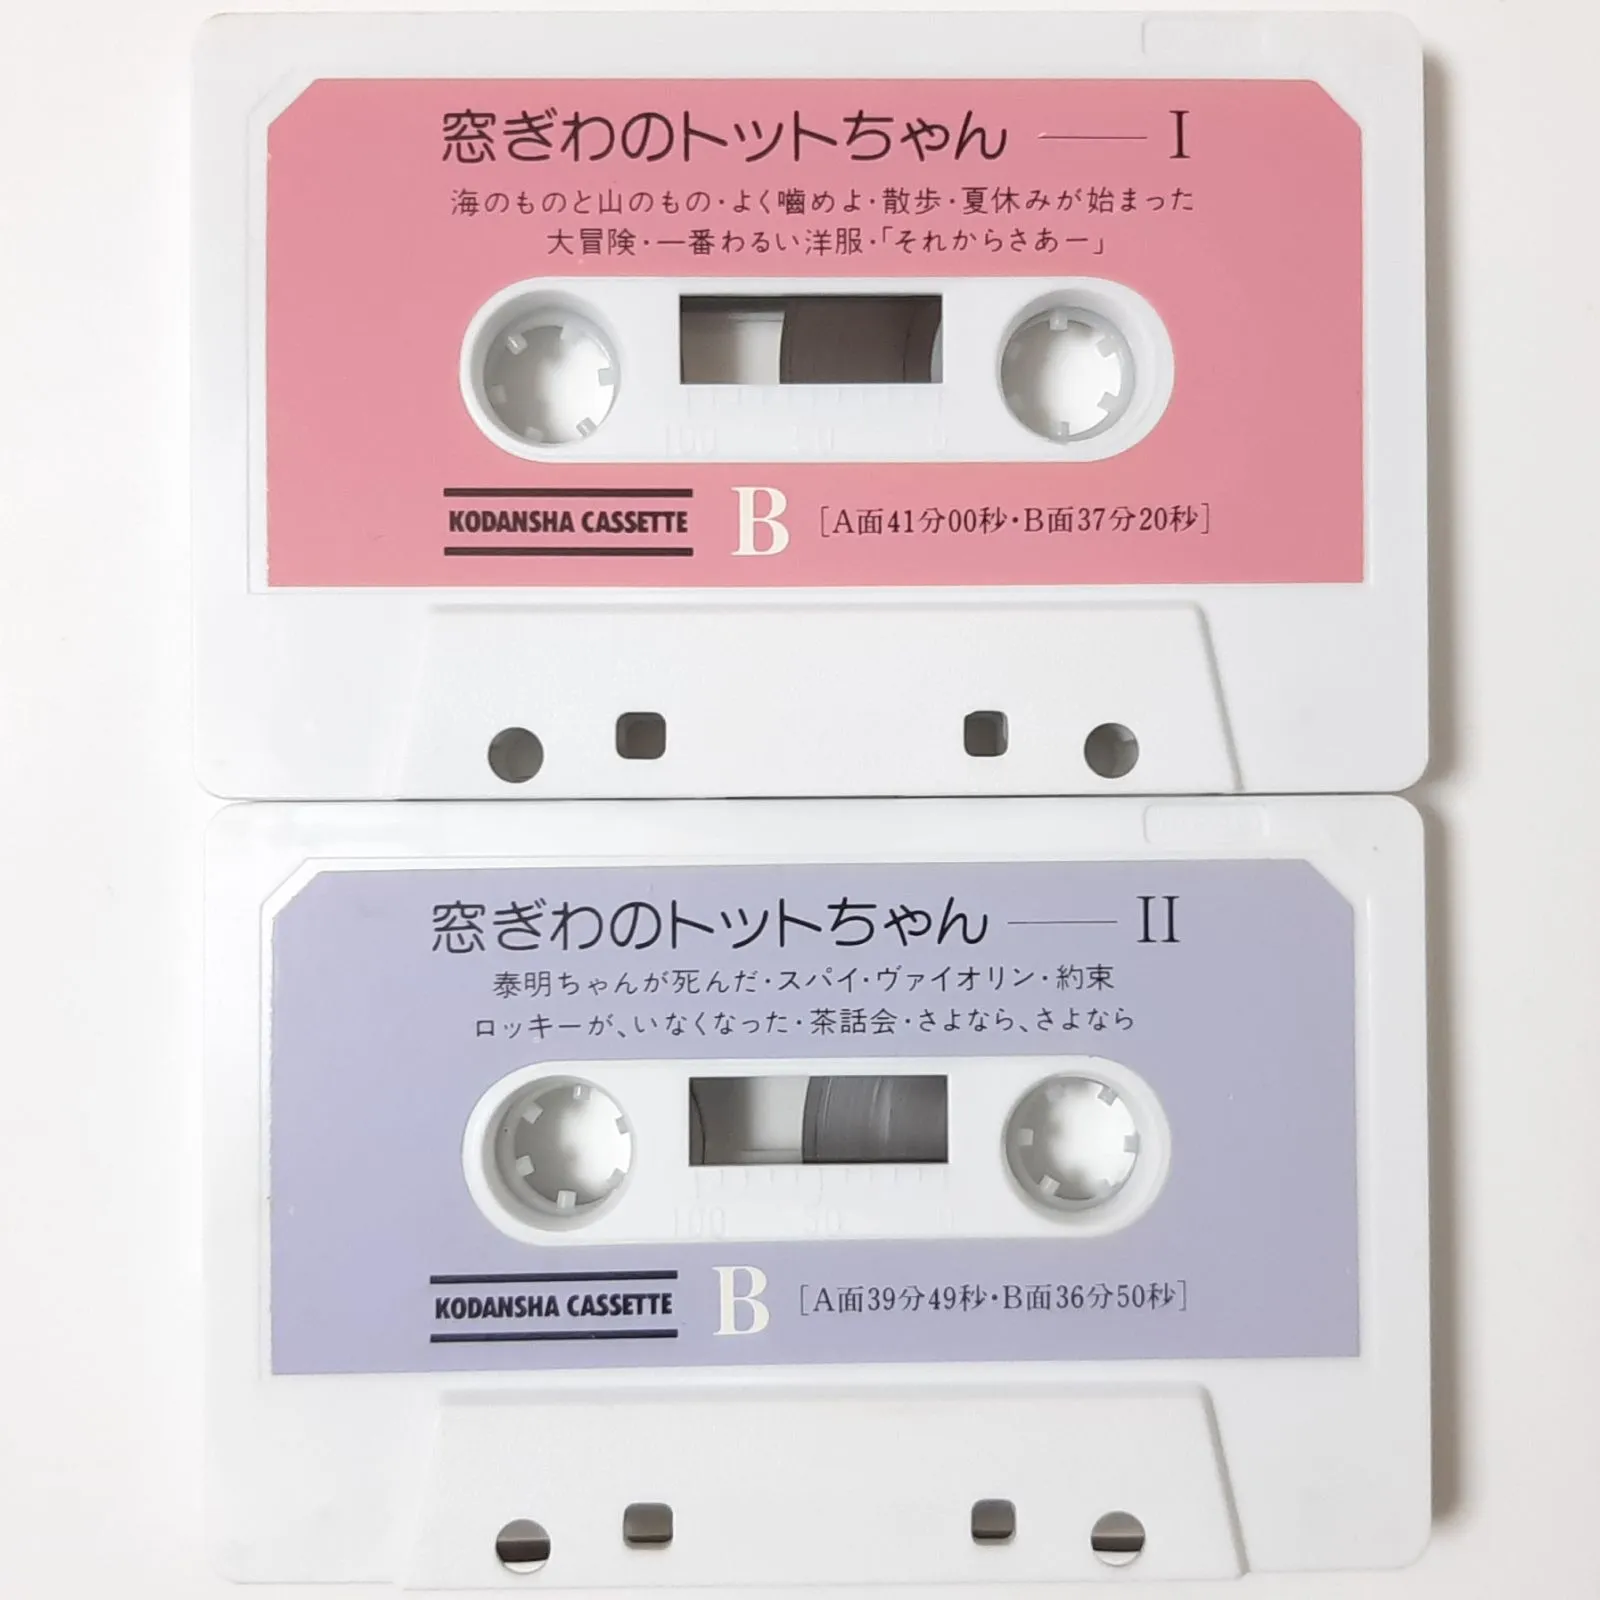 窓ぎわのトットちゃん――I
海のものと山のもの・よく嚙めよ・散歩・夏休みが始まった
大冒険・一番わるい洋服・「それからさあー」
100 50 0
KODANSHA CASSETTE B [A面41分00秒・B面37分20秒]
窓ぎわのトットちゃん――II
泰明ちゃんが死んだ・スパイ・ヴァイオリン・約束
ロッキーが、いなくなった・茶話会・さよなら、さよなら
100 50 0
KODANSHA CASSETTE B [A面39分49秒・B面36分50秒]